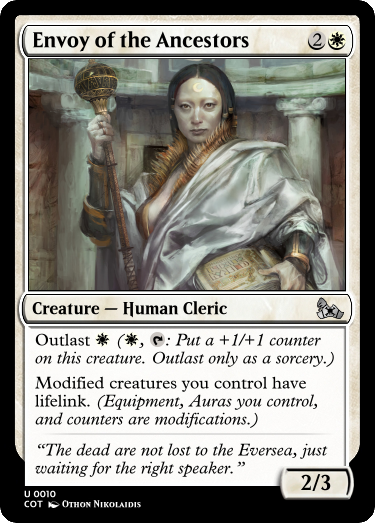 Envoy of the Ancestors 2
Creature — Human Cleric
Outlast (, : Put a +1/+1 counter
on this creature. Outlast only as a sorcery.)
Modified creatures you control have
lifelink. (Equipment, Auras you control,
and counters are modifications.)
“The dead are not lost to the Eversea, just
waiting for the right speaker.”
2/3
U 0010
COT Othon Nikolaidis